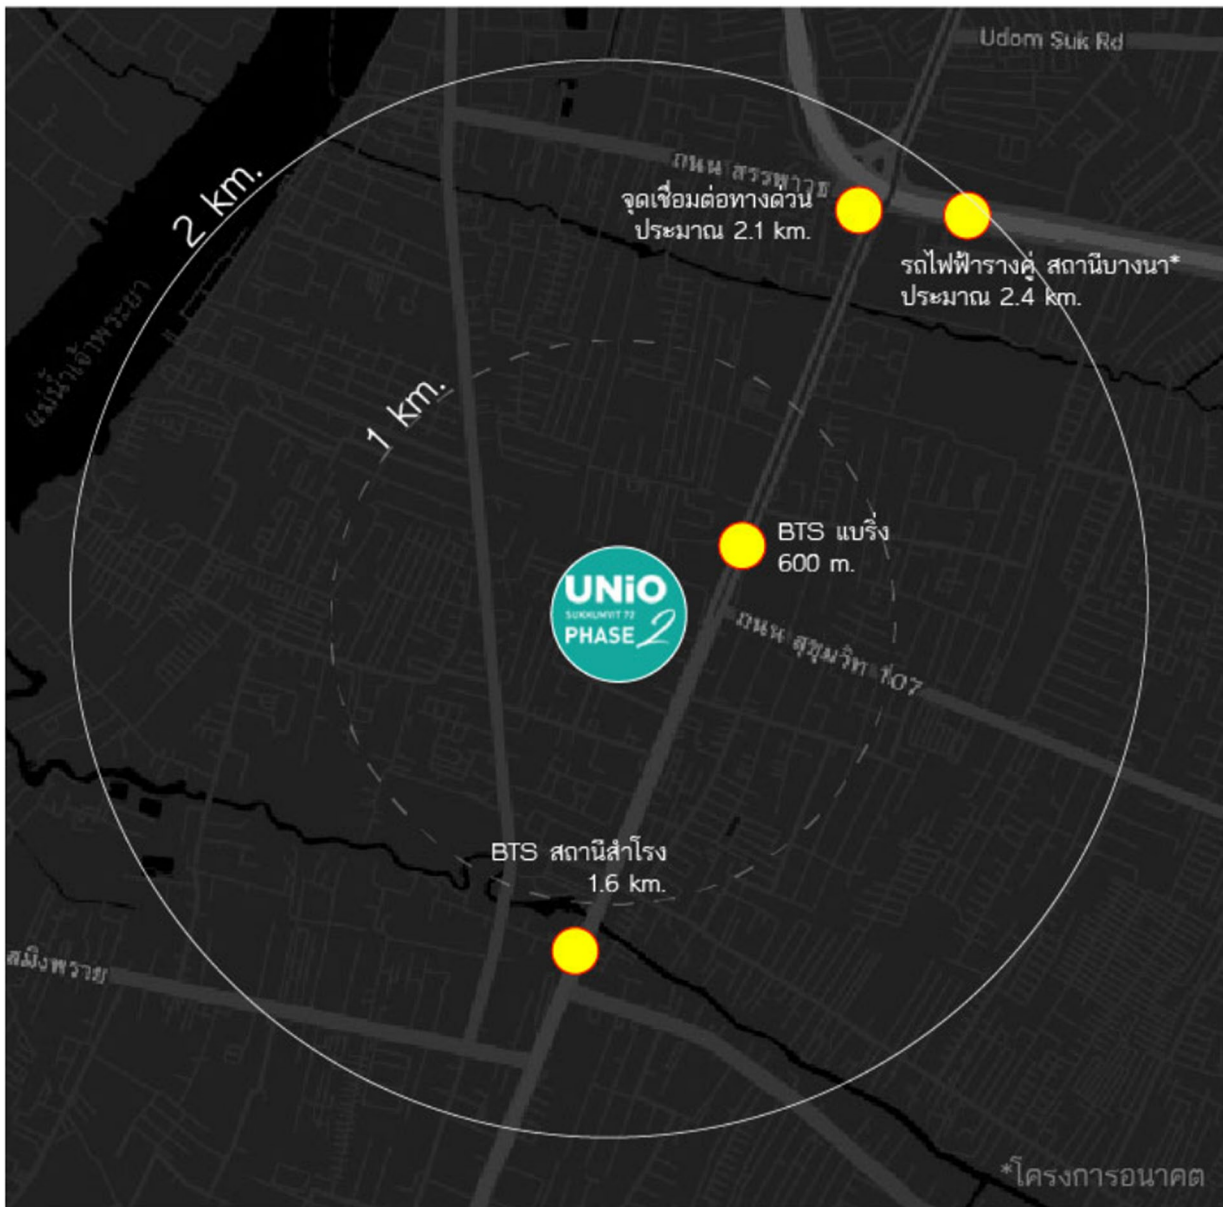 Udom Suk Rd
ถนน สรรพาวุธ
2 km.
จุดเชื่อมต่อทางด่วน
ประมาณ 2.1 km.
รถไฟฟ้ารางคู่ สถานีบางนา*
ประมาณ 2.4 km.
แม่น้ำเจ้าพระยา
1 km.
BTS แบริ่ง
600 m.
UNiO
SUKHUMVIT 72
PHASE 2
ถนน สุขุมวิท 107
BTS สถานีสำโรง
1.6 km.
สมิงพราย
*โครงการอนาคต